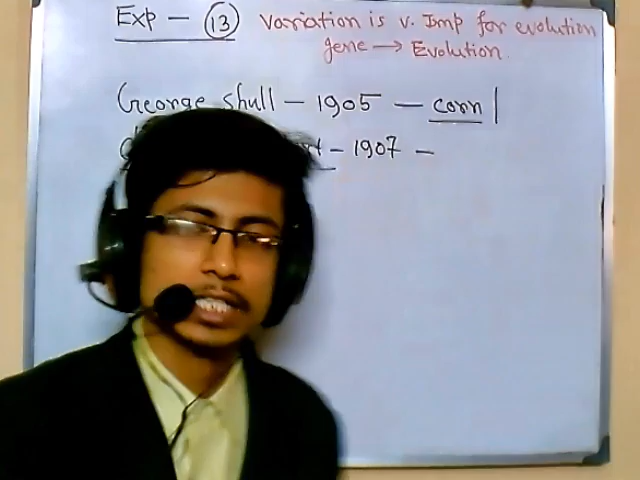 Exp - 13 Variation is v. Imp for evolution
gene → Evolution.
George shull - 1905 - corn
- 1907 -